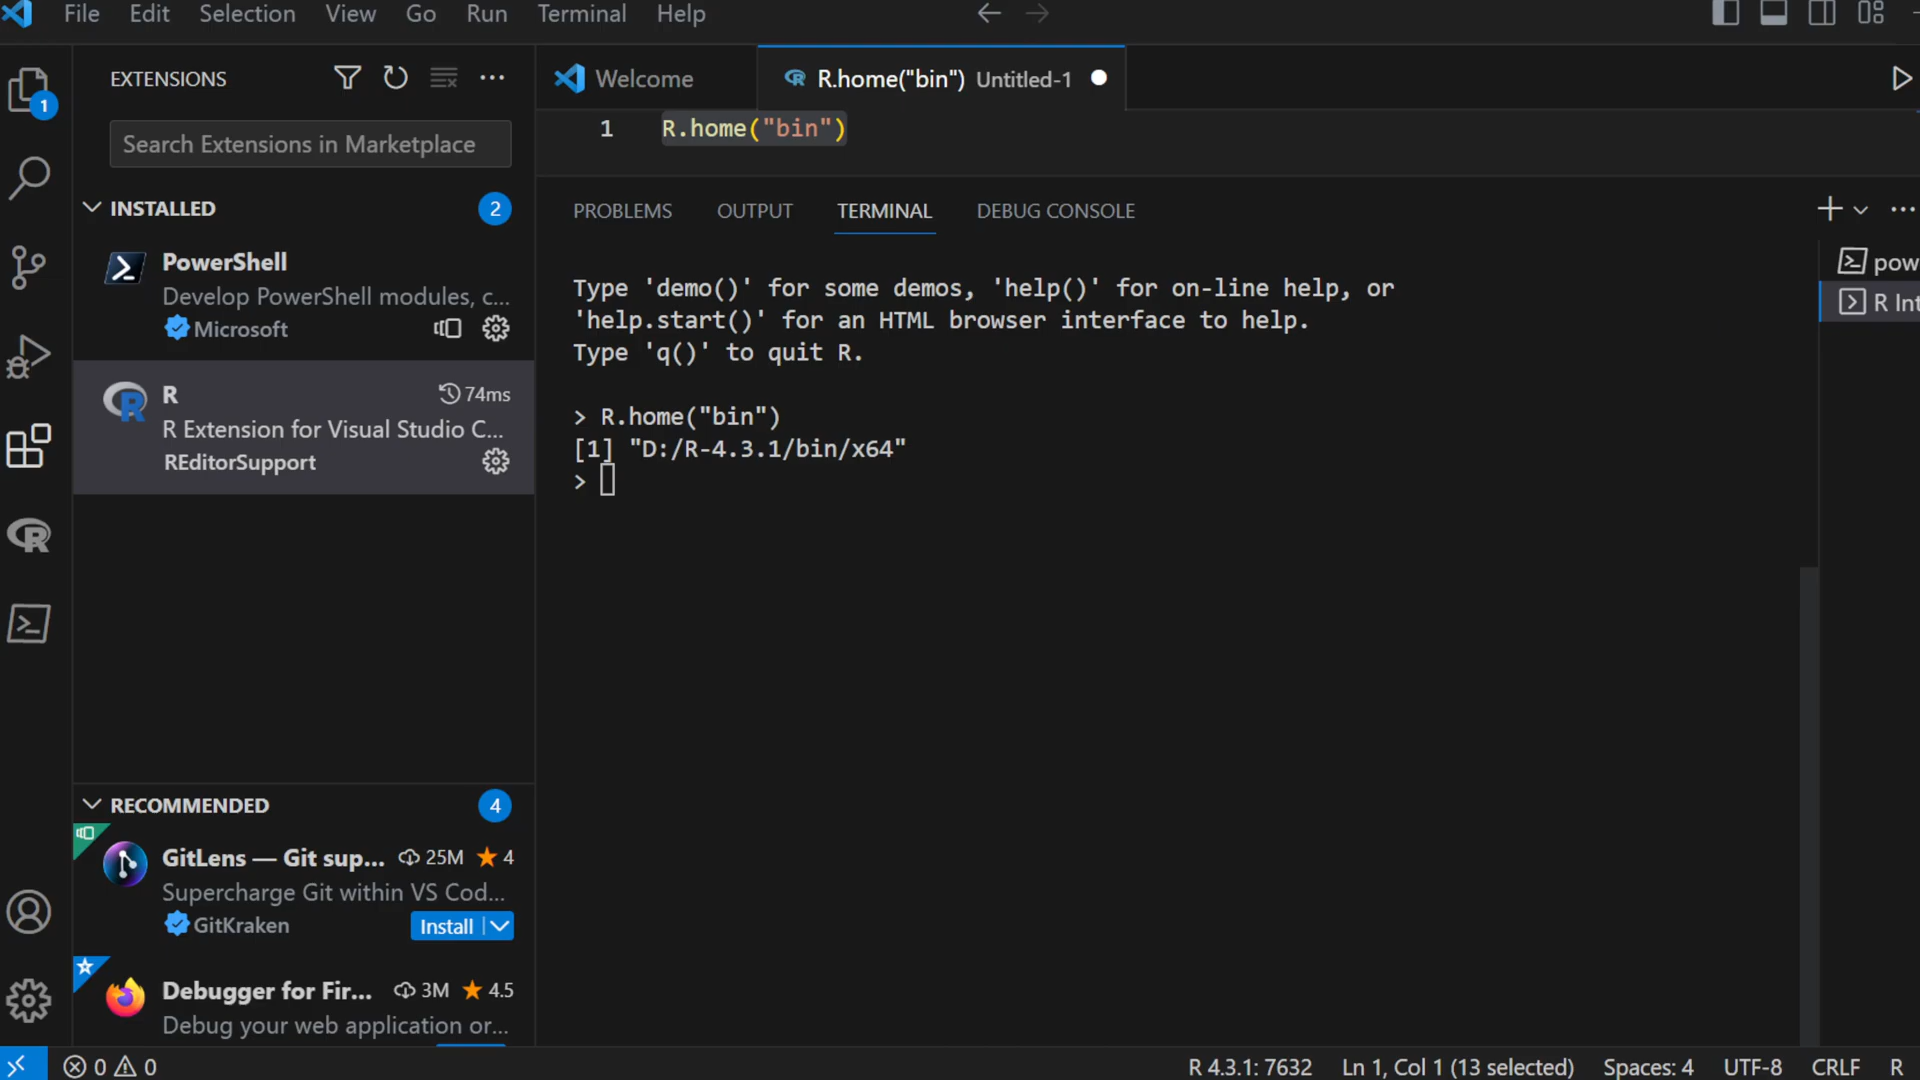 File Edit Selection View Go Run Terminal Help
EXTENSIONS
Welcome
R.home("bin") Untitled-1
1
Search Extensions in Marketplace
1 R.home("bin")
INSTALLED 2
PROBLEMS OUTPUT TERMINAL DEBUG CONSOLE
PowerShell
Develop PowerShell modules, c...
Microsoft
R 74ms
R Extension for Visual Studio C...
REditorSupport
Type 'demo()' for some demos, 'help()' for on-line help, or
'help.start()' for an HTML browser interface to help.
Type 'q()' to quit R.
> R.home("bin")
[1] "D:/R-4.3.1/bin/x64"
>
pow
R Int
RECOMMENDED 4
GitLens — Git sup... 25M 4
Supercharge Git within VS Cod...
GitKraken Install
Debugger for Fir... 3M 4.5
Debug your web application or...
0 0 R 4.3.1: 7632 Ln 1, Col 1 (13 selected) Spaces: 4 UTF-8 CRLF R